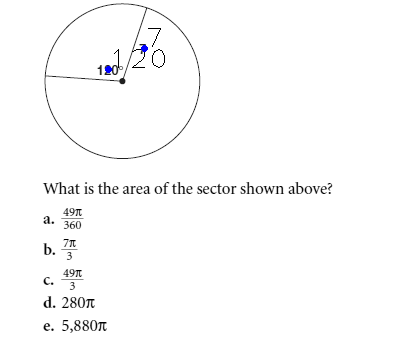 7
120
120°
What is the area of the sector shown above?
a. 49π/360
b. 7π/3
c. 49π/3
d. 280π
e. 5,880π